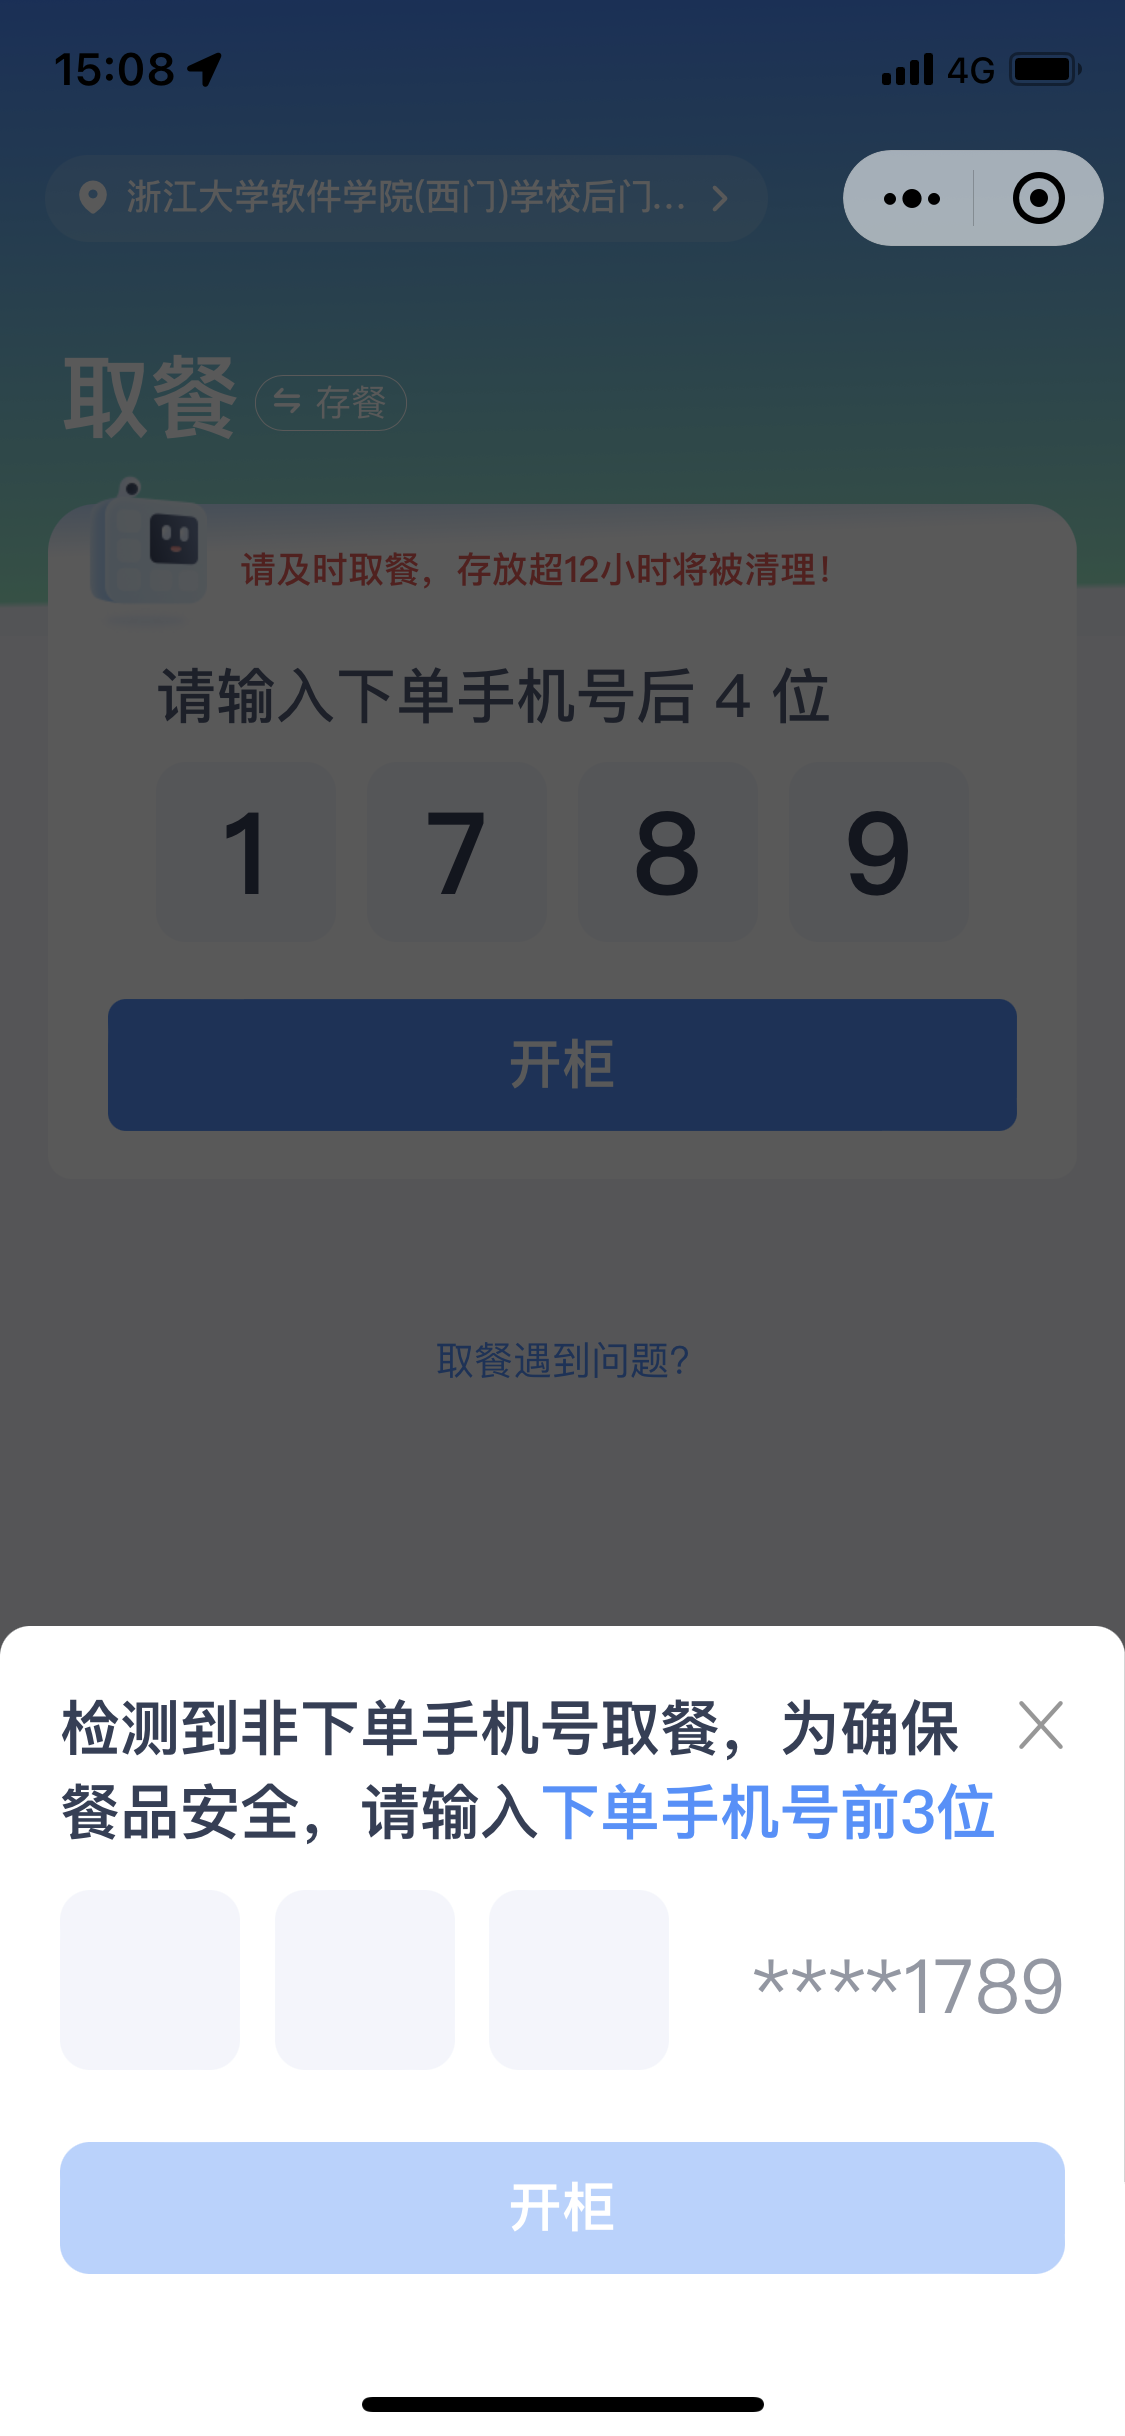 15:08
4G
浙江大学软件学院(西门)学校后门...
取餐
存餐
请及时取餐，存放超12小时将被清理！
请输入下单手机号后 4 位
1 7 8 9
开柜
取餐遇到问题?
检测到非下单手机号取餐，为确保
餐品安全，请输入下单手机号前3位
****1789
开柜